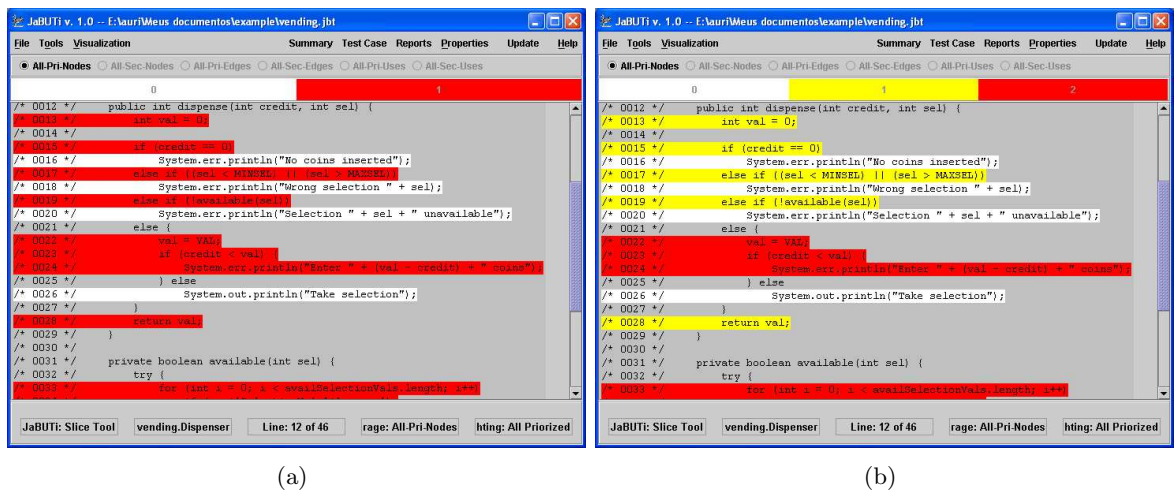 JaBUTi v. 1.0 -- E:\auri\Meus documentos\example\vending.jbt
File Tools Visualization Summary Test Case Reports Properties Update Help
All-Pri-Nodes All-Sec-Nodes All-Pri-Edges All-Sec-Edges All-Pri-Uses All-Sec-Uses
0 1
/* 0012 */ public int dispense(int credit, int sel) {
/* 0013 */ int val = 0;
/* 0014 */
/* 0015 */ if (credit == 0)
/* 0016 */ System.err.println("No coins inserted");
/* 0017 */ else if ((sel < MINSEL) || (sel > MAXSEL))
/* 0018 */ System.err.println("Wrong selection " + sel);
/* 0019 */ else if (!available(sel))
/* 0020 */ System.err.println("Selection " + sel + " unavailable");
/* 0021 */ else {
/* 0022 */ val = VAL;
/* 0023 */ if (credit < val) {
/* 0024 */ System.err.println("Enter " + (val - credit) + " coins");
/* 0025 */ } else
/* 0026 */ System.out.println("Take selection");
/* 0027 */ }
/* 0028 */ return val;
/* 0029 */ }
/* 0030 */
/* 0031 */ private boolean available(int sel) {
/* 0032 */ try {
/* 0033 */ for (int i = 0; i < availSelectionVals.length; i++)
JaBUTi: Slice Tool vending.Dispenser Line: 12 of 46 rage: All-Pri-Nodes hting: All Priorized
(a)
JaBUTi v. 1.0 -- E:\auri\Meus documentos\example\vending.jbt
File Tools Visualization Summary Test Case Reports Properties Update Help
All-Pri-Nodes All-Sec-Nodes All-Pri-Edges All-Sec-Edges All-Pri-Uses All-Sec-Uses
0 1 2
/* 0012 */ public int dispense(int credit, int sel) {
/* 0013 */ int val = 0;
/* 0014 */
/* 0015 */ if (credit == 0)
/* 0016 */ System.err.println("No coins inserted");
/* 0017 */ else if ((sel < MINSEL) || (sel > MAXSEL))
/* 0018 */ System.err.println("Wrong selection " + sel);
/* 0019 */ else if (!available(sel))
/* 0020 */ System.err.println("Selection " + sel + " unavailable");
/* 0021 */ else {
/* 0022 */ val = VAL;
/* 0023 */ if (credit < val) {
/* 0024 */ System.err.println("Enter " + (val - credit) + " coins");
/* 0025 */ } else
/* 0026 */ System.out.println("Take selection");
/* 0027 */ }
/* 0028 */ return val;
/* 0029 */ }
/* 0030 */
/* 0031 */ private boolean available(int sel) {
/* 0032 */ try {
/* 0033 */ for (int i = 0; i < availSelectionVals.length; i++)
JaBUTi: Slice Tool vending.Dispenser Line: 12 of 46 rage: All-Pri-Nodes hting: All Priorized
(b)